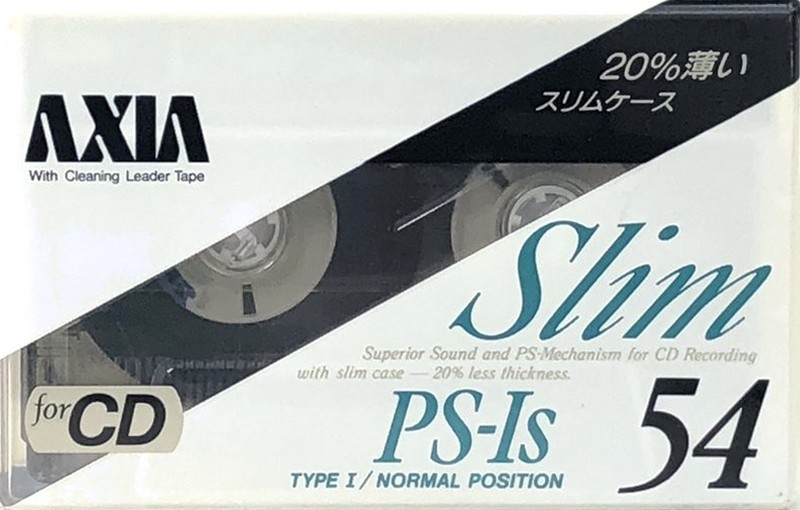 20%薄い
スリムケース
AXIA
With Cleaning Leader Tape
Slim
Superior Sound and PS-Mechanism for CD Recording
with slim case — 20% less thickness.
for CD
PS-Is
54
TYPE I / NORMAL POSITION